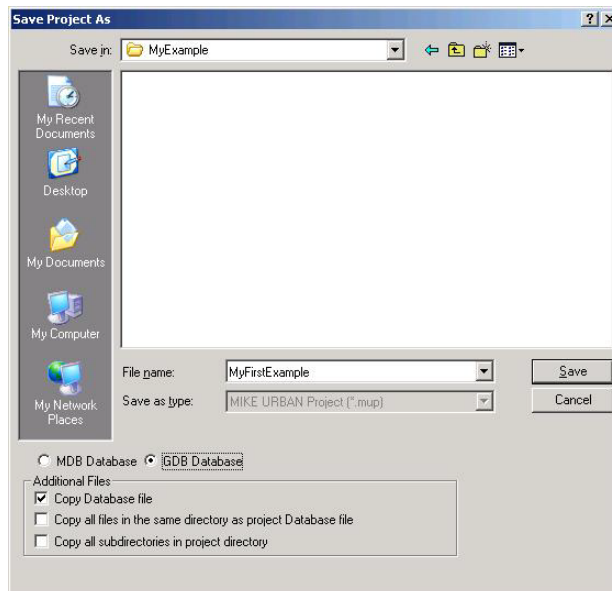 Save Project As
Save in: MyExample
My Recent
Documents
Desktop
My Documents
My Computer
My Network
Places
File name: MyFirstExample Save
Save as type: MIKE URBAN Project (*.mup) Cancel
MDB Database GDB Database
Additional Files
Copy Database file
Copy all files in the same directory as project Database file
Copy all subdirectories in project directory